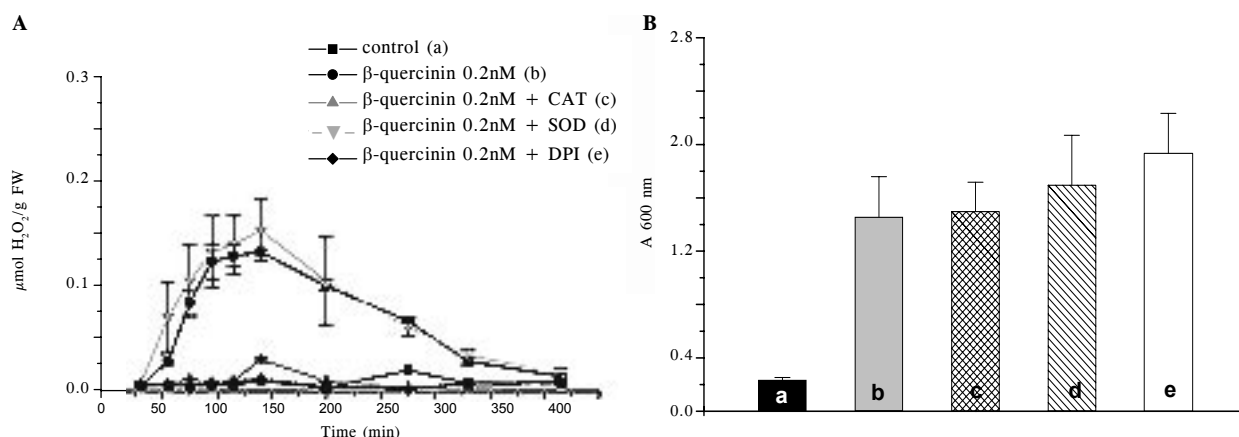 A
control (a)
β-quercinin 0.2nM (b)
β-quercinin 0.2nM + CAT (c)
β-quercinin 0.2nM + SOD (d)
β-quercinin 0.2nM + DPI (e)
0.3
0.2
0.1
0.0
μmol H₂O₂/g FW
0 50 100 150 200 250 300 350 400
Time (min)
B
2.8
2.0
1.2
0.4
0.0
A 600 nm
a b c d e